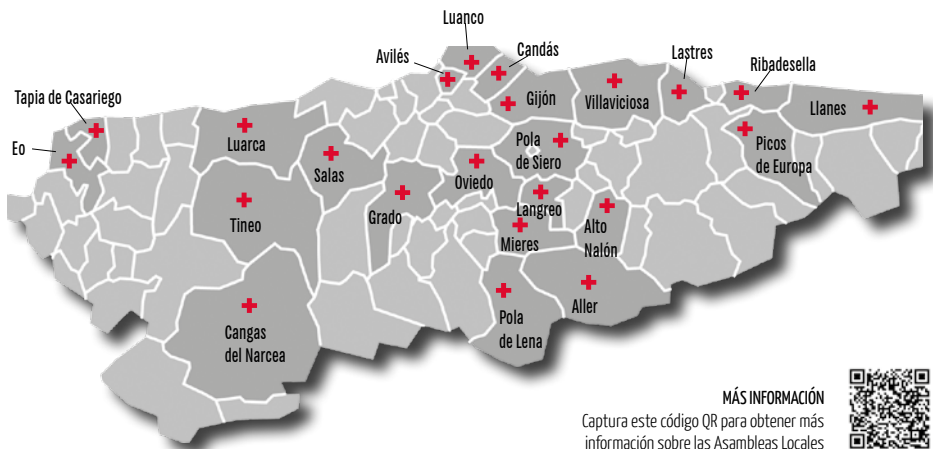 Luanco
Avilés
Candás
Lastres
Ribadesella
Tapia de Casariego
Gijón
Villaviciosa
Llanes
Eo
Luarca
Salas
Pola
de Siero
Picos
de Europa
Oviedo
Grado
Langreo
Tineo
Alto
Nalón
Mieres
Aller
Pola
de Lena
Cangas
del Narcea
MÁS INFORMACIÓN
Captura este código QR para obtener más
información sobre las Asambleas Locales